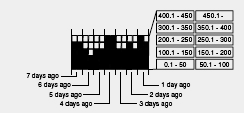 400.1 - 450 450.1 -
300.1 - 350 350.1 - 400
200.1 - 250 250.1 - 300
100.1 - 150 150.1 - 200
0.1 - 50 50.1 - 100
7 days ago 1 day ago
6 days ago 2 days ago
5 days ago 3 days ago
4 days ago